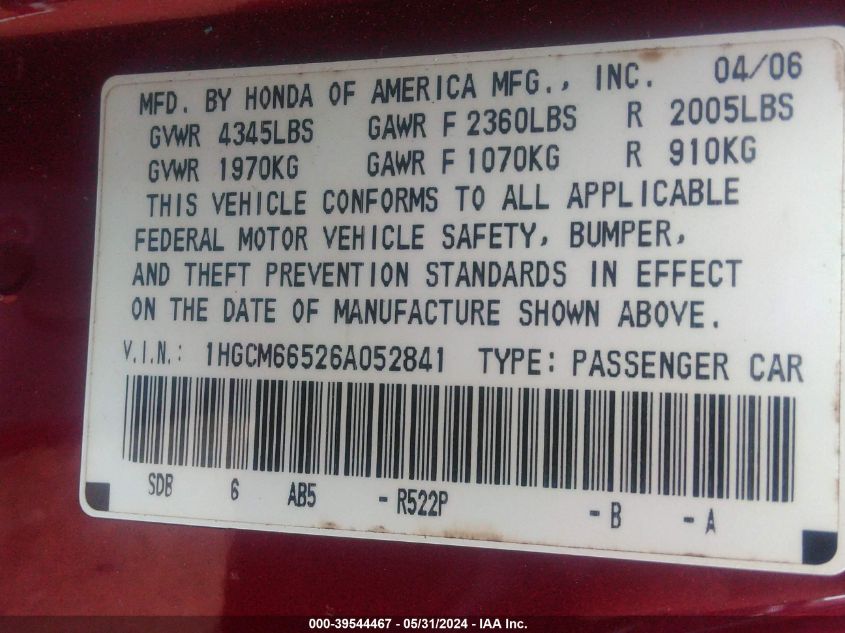 MFD. BY HONDA OF AMERICA MFG., INC. 04/06
GVWR 4345LBS GAWR F 2360LBS R 2005LBS
GVWR 1970KG GAWR F 1070KG R 910KG
THIS VEHICLE CONFORMS TO ALL APPLICABLE
FEDERAL MOTOR VEHICLE SAFETY, BUMPER,
AND THEFT PREVENTION STANDARDS IN EFFECT
ON THE DATE OF MANUFACTURE SHOWN ABOVE.
V.I.N.: 1HGCM66526A052841 TYPE: PASSENGER CAR
SDB 6 AB5 - R522P - B - A
000-39544467 - 05/31/2024 - IAA Inc.